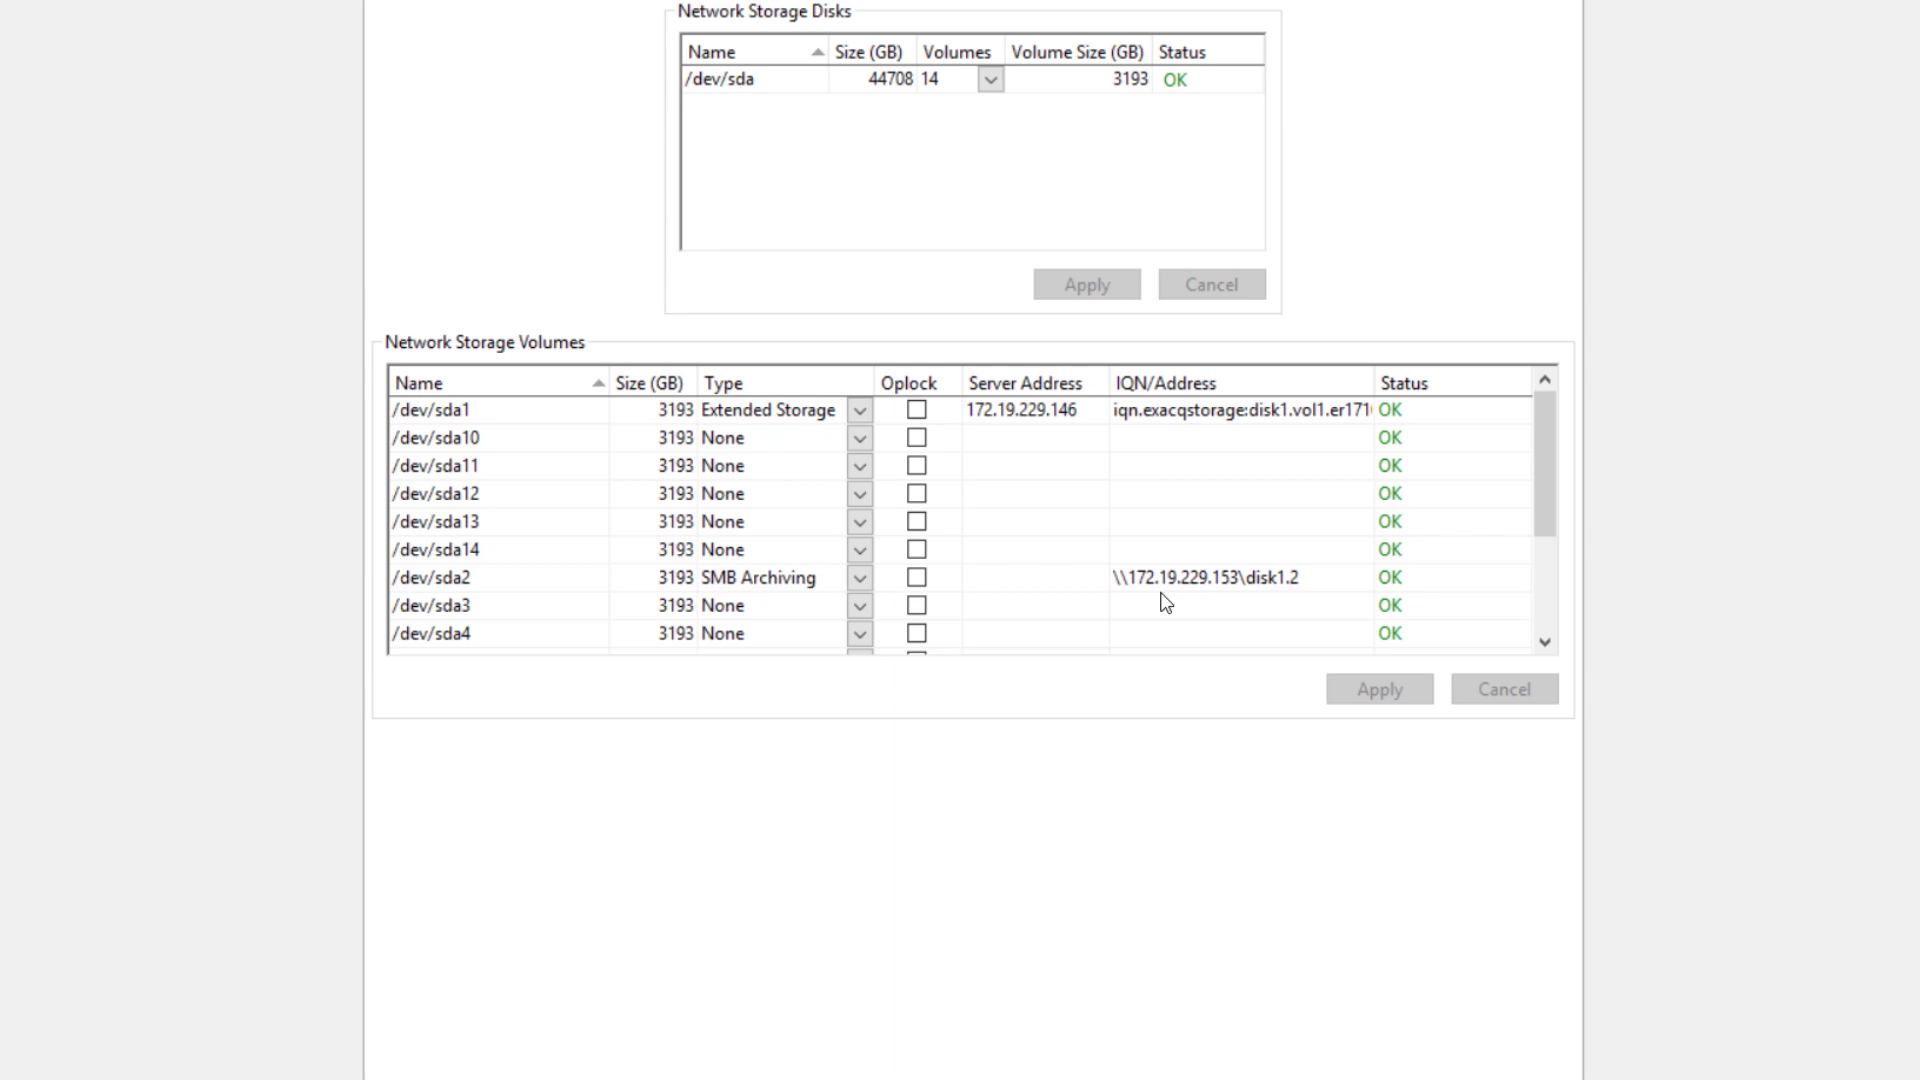 Network Storage Disks
Name Size (GB) Volumes Volume Size (GB) Status
/dev/sda 44708 14 3193 OK
Apply Cancel
Network Storage Volumes
Name Size (GB) Type Oplock Server Address IQN/Address Status
/dev/sda1 3193 Extended Storage 172.19.229.146 iqn.exacqstorage:disk1.vol1.er171 OK
/dev/sda10 3193 None OK
/dev/sda11 3193 None OK
/dev/sda12 3193 None OK
/dev/sda13 3193 None OK
/dev/sda14 3193 None OK
/dev/sda2 3193 SMB Archiving \\172.19.229.153\disk1.2 OK
/dev/sda3 3193 None OK
/dev/sda4 3193 None OK
Apply Cancel